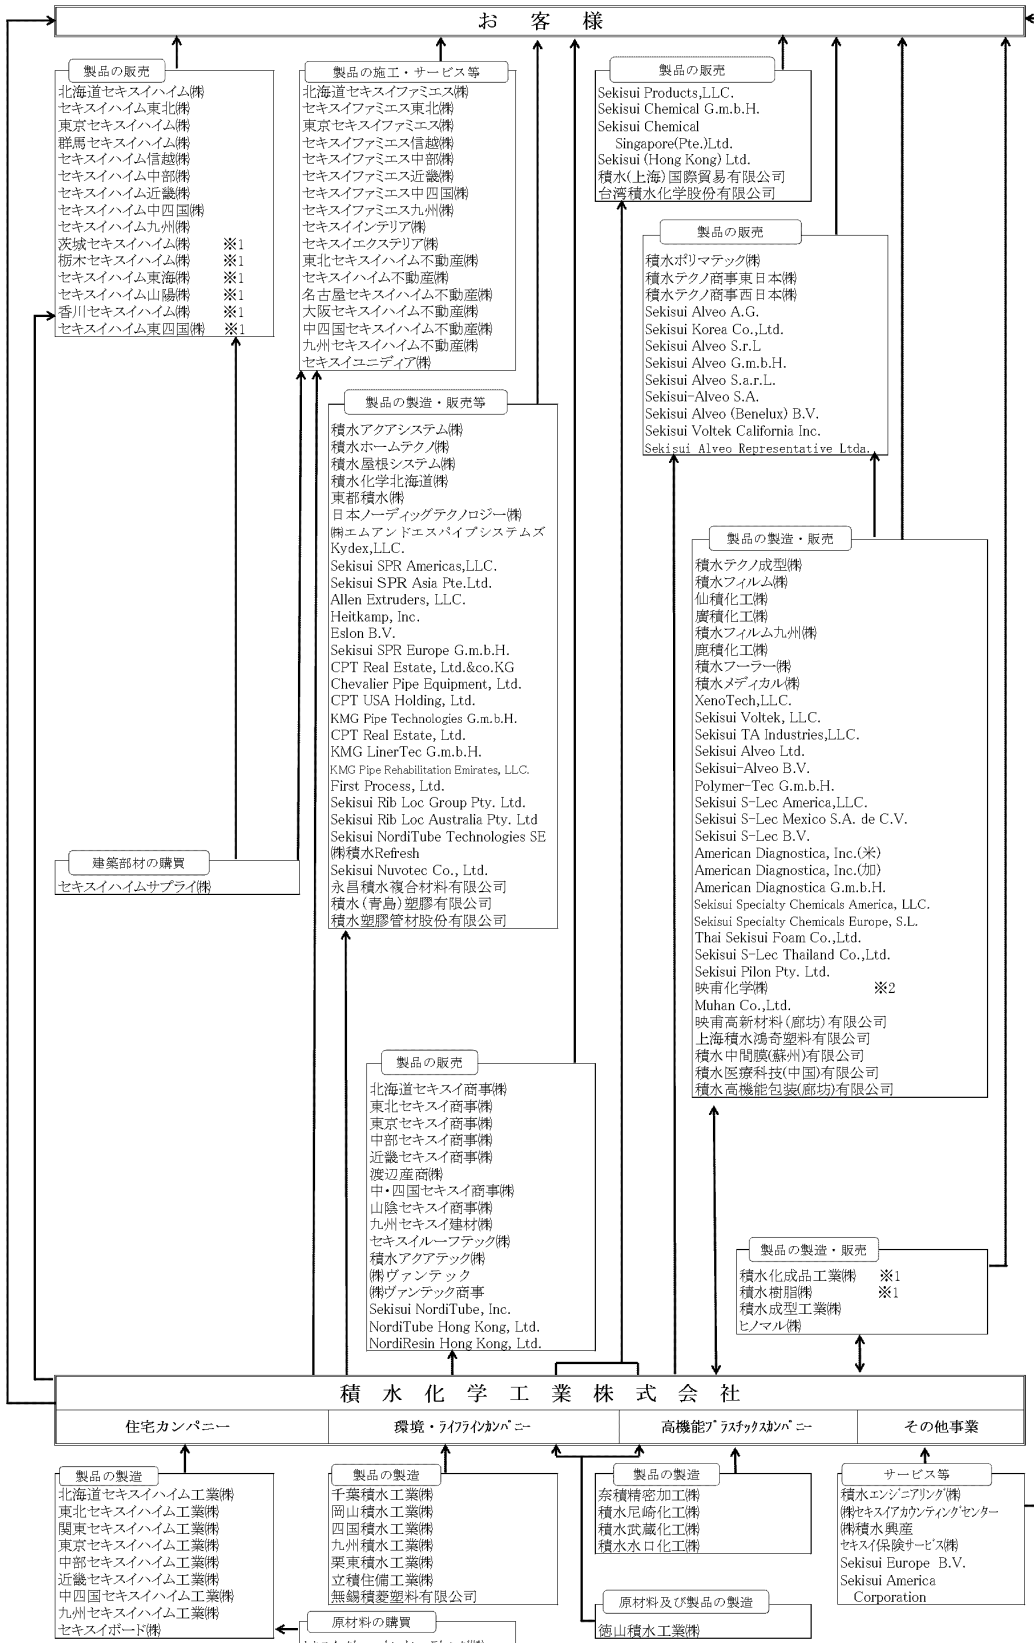 お客様
製品の販売
北海道セキスイハイム㈱
セキスイハイム東北㈱
東京セキスイハイム㈱
群馬セキスイハイム㈱
セキスイハイム信越㈱
セキスイハイム中部㈱
セキスイハイム近畿㈱
セキスイハイム中四国㈱
セキスイハイム九州㈱
茨城セキスイハイム㈱ ※1
栃木セキスイハイム㈱ ※1
セキスイハイム東海㈱ ※1
セキスイハイム山陽㈱ ※1
香川セキスイハイム㈱ ※1
セキスイハイム東四国㈱ ※1
製品の施工・サービス等
北海道セキスイファミエス㈱
セキスイファミエス東北㈱
東京セキスイファミエス㈱
セキスイファミエス信越㈱
セキスイファミエス中部㈱
セキスイファミエス近畿㈱
セキスイファミエス中四国㈱
セキスイファミエス九州㈱
セキスイインテリア㈱
セキスイエクステリア㈱
東北セキスイハイム不動産㈱
セキスイハイム不動産㈱
名古屋セキスイハイム不動産㈱
大阪セキスイハイム不動産㈱
中四国セキスイハイム不動産㈱
九州セキスイハイム不動産㈱
セキスイユニディア㈱
製品の販売
Sekisui Products,LLC.
Sekisui Chemical G.m.b.H.
Sekisui Chemical
Singapore(Pte.)Ltd.
Sekisui (Hong Kong) Ltd.
積水(上海)国際貿易有限公司
台湾積水化学股份有限公司
製品の販売
積水ポリマテック㈱
積水テクノ商事東日本㈱
積水テクノ商事西日本㈱
Sekisui Alveo A.G.
Sekisui Korea Co.,Ltd.
Sekisui Alveo S.r.L
Sekisui Alveo G.m.b.H.
Sekisui Alveo S.a.r.L.
Sekisui-Alveo S.A.
Sekisui Alveo (Benelux) B.V.
Sekisui Voltek California Inc.
Sekisui Alveo Representative Ltda.
製品の製造・販売等
積水アクアシステム㈱
積水ホームテクノ㈱
積水屋根システム㈱
積水化学北海道㈱
東都積水㈱
日本ノーディッグテクノロジー㈱
㈱エムアンドエスパイプシステムズ
Kydex,LLC.
Sekisui SPR Americas,LLC.
Sekisui SPR Asia Pte.Ltd.
Allen Extruders, LLC.
Heitkamp, Inc.
Eslon B.V.
Sekisui SPR Europe G.m.b.H.
CPT Real Estate, Ltd.&co.KG
Chevalier Pipe Equipment, Ltd.
CPT USA Holding, Ltd.
KMG Pipe Technologies G.m.b.H.
CPT Real Estate, Ltd.
KMG LinerTec G.m.b.H.
KMG Pipe Rehabilitation Emirates, LLC.
First Process, Ltd.
Sekisui Rib Loc Group Pty. Ltd.
Sekisui Rib Loc Australia Pty. Ltd
Sekisui NordiTube Technologies SE
㈱積水Refresh
Sekisui Nuvotec Co., Ltd.
永昌積水複合材料有限公司
積水(青島)塑膠有限公司
積水塑膠管材股份有限公司
製品の製造・販売
積水テクノ成型㈱
積水フィルム㈱
仙積化工㈱
廣積化工㈱
積水フィルム九州㈱
鹿積化工㈱
積水フーラー㈱
積水メディカル㈱
XenoTech,LLC.
Sekisui Voltek, LLC.
Sekisui TA Industries,LLC.
Sekisui Alveo Ltd.
Sekisui-Alveo B.V.
Polymer-Tec G.m.b.H.
Sekisui S-Lec America,LLC.
Sekisui S-Lec Mexico S.A. de C.V.
Sekisui S-Lec B.V.
American Diagnostica, Inc.(米)
American Diagnostica, Inc.(加)
American Diagnostica G.m.b.H.
Sekisui Specialty Chemicals America, LLC.
Sekisui Specialty Chemicals Europe, S.L.
Thai Sekisui Foam Co.,Ltd.
Sekisui S-Lec Thailand Co.,Ltd.
Sekisui Pilon Pty. Ltd.
映甫化学㈱ ※2
Muhan Co.,Ltd.
映甫高新材料(廊坊)有限公司
上海積水鴻奇塑料有限公司
積水中間膜(蘇州)有限公司
積水医療科技(中国)有限公司
積水高機能包装(廊坊)有限公司
建築部材の購買
セキスイハイムサプライ㈱
製品の販売
北海道セキスイ商事㈱
東北セキスイ商事㈱
東京セキスイ商事㈱
中部セキスイ商事㈱
近畿セキスイ商事㈱
渡辺産商㈱
中・四国セキスイ商事㈱
山陰セキスイ商事㈱
九州セキスイ建材㈱
セキスイルーフテック㈱
積水アクアテック㈱
㈱ヴァンテック
㈱ヴァンテック商事
Sekisui NordiTube, Inc.
NordiTube Hong Kong, Ltd.
NordiResin Hong Kong, Ltd.
製品の製造・販売
積水化成品工業㈱ ※1
積水樹脂㈱ ※1
積水成型工業㈱
ヒノマル㈱
積水化学工業株式会社
住宅カンパニー
環境・ライフラインカンパニー
高機能プラスチックスカンパニー
その他事業
製品の製造
北海道セキスイハイム工業㈱
東北セキスイハイム工業㈱
関東セキスイハイム工業㈱
東京セキスイハイム工業㈱
中部セキスイハイム工業㈱
近畿セキスイハイム工業㈱
中四国セキスイハイム工業㈱
九州セキスイハイム工業㈱
セキスイボード㈱
製品の製造
千葉積水工業㈱
岡山積水工業㈱
四国積水工業㈱
九州積水工業㈱
栗東積水工業㈱
立積住備工業㈱
無錫積菱塑料有限公司
原材料の購買
製品の製造
奈積精密加工㈱
積水尼崎化工㈱
積水武蔵化工㈱
積水水口化工㈱
原材料及び製品の製造
徳山積水工業㈱
サービス等
積水エンジニアリング㈱
㈱セキスイアカウンティングセンター
㈱積水興産
セキスイ保険サービス㈱
Sekisui Europe B.V.
Sekisui America
Corporation